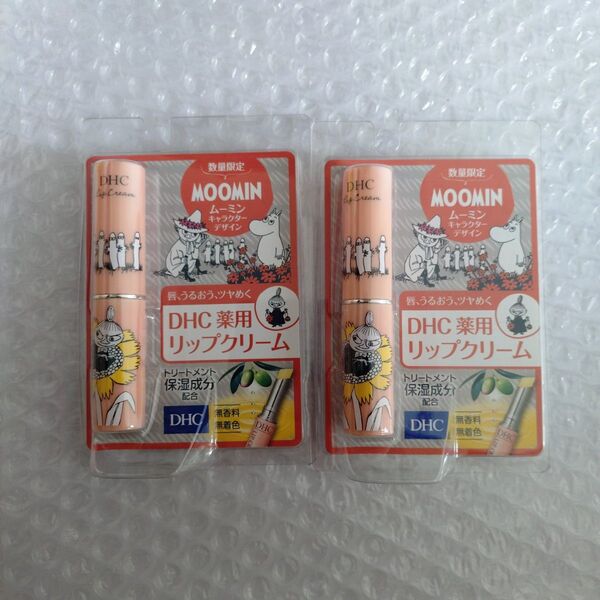 DHC
Lip Cream
数量限定
MOOMIN
ムーミン
キャラクター
デザイン
唇、うるおう、ツヤめく
DHC 薬用
リップクリーム
トリートメント
保湿成分
配合
DHC
無香料
無着色
DHC
Lip Cream
数量限定
MOOMIN
ムーミン
キャラクター
デザイン
唇、うるおう、ツヤめく
DHC 薬用
リップクリーム
トリートメント
保湿成分
配合
DHC
無香料
無着色